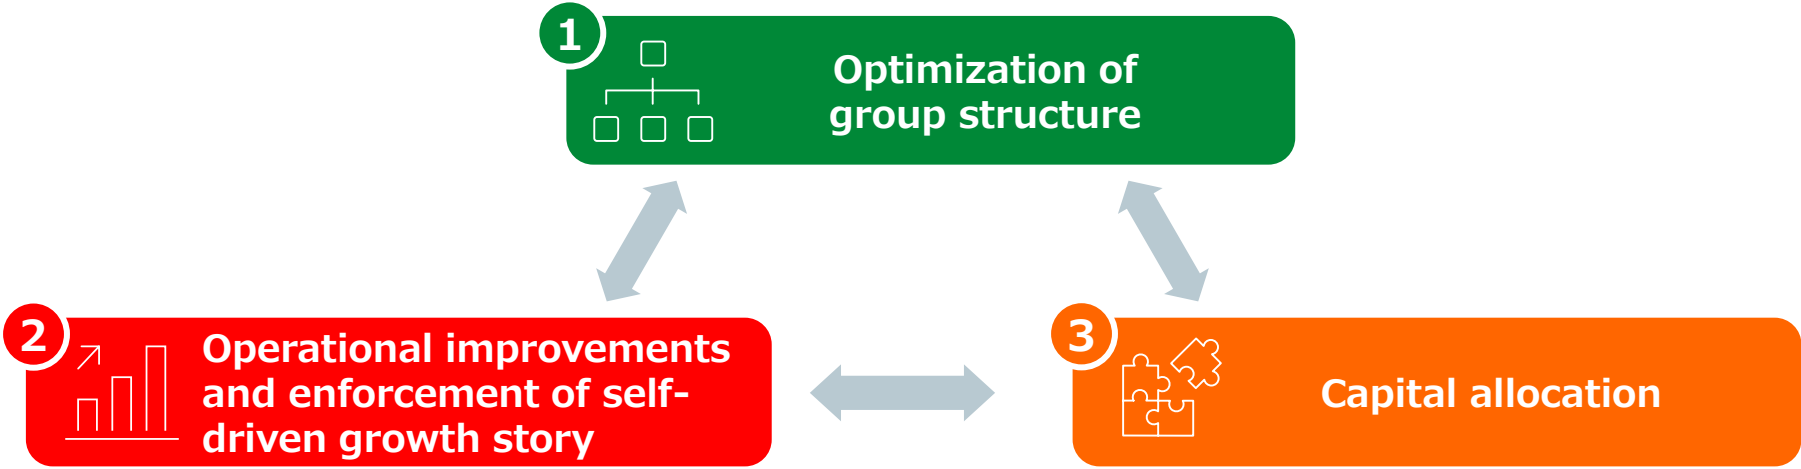 1
Optimization of
group structure
2
Operational improvements
and enforcement of self-
driven growth story
3
Capital allocation